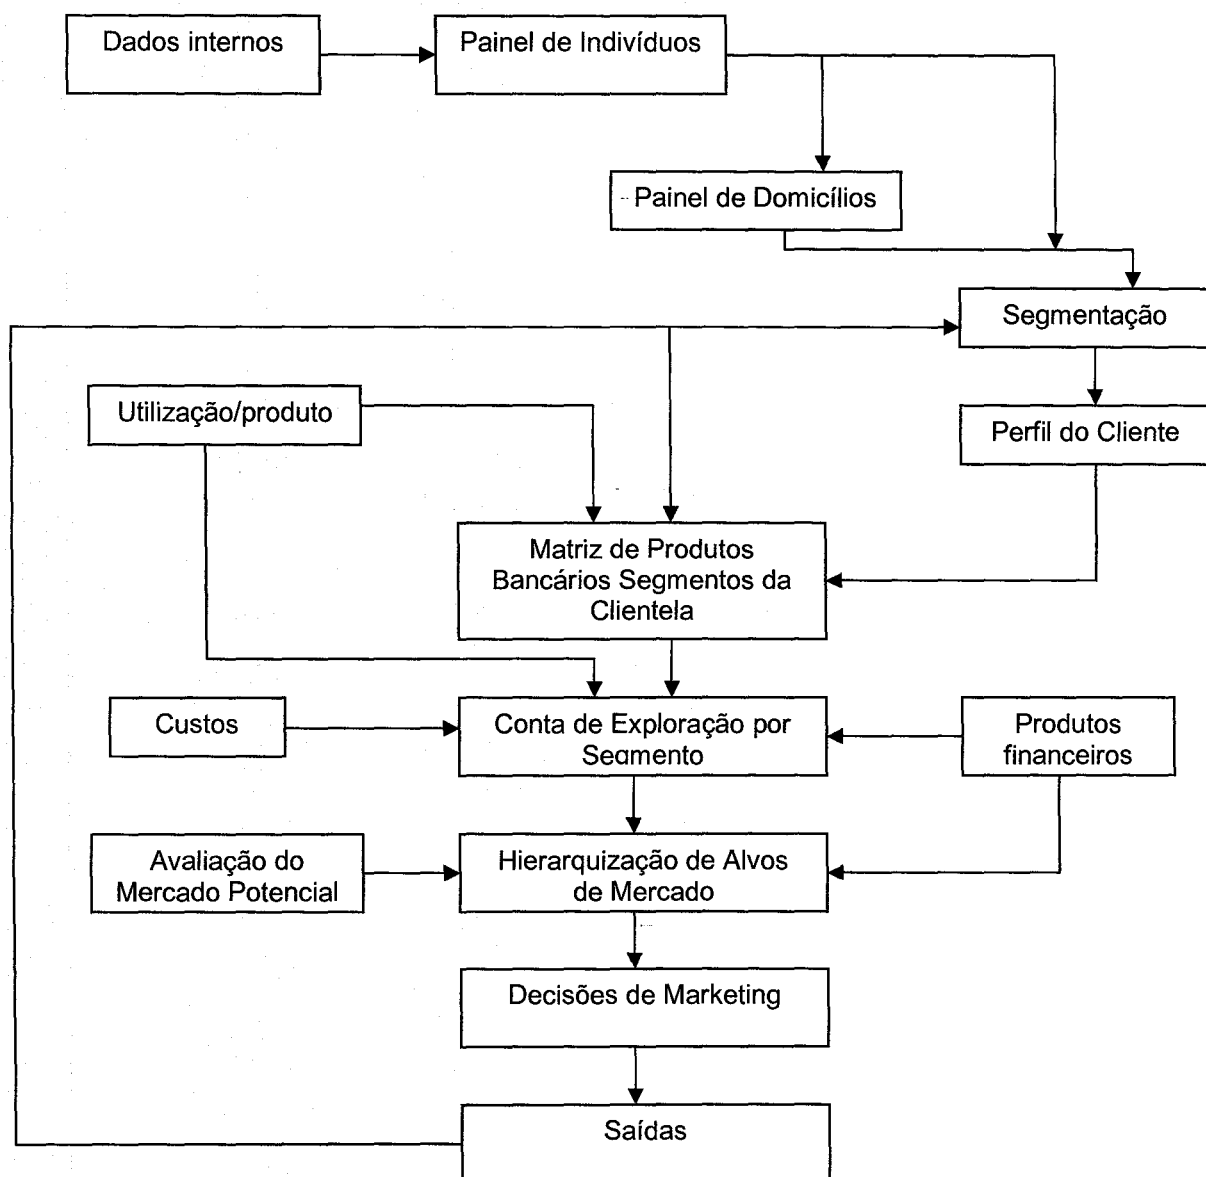 Dados internos
Painel de Indivíduos
Painel de Domicílios
Segmentação
Utilização/produto
Perfil do Cliente
Matriz de Produtos
Bancários Segmentos da
Clientela
Custos
Conta de Exploração por
Segmento
Produtos
financeiros
Avaliação do
Mercado Potencial
Hierarquização de Alvos
de Mercado
Decisões de Marketing
Saídas